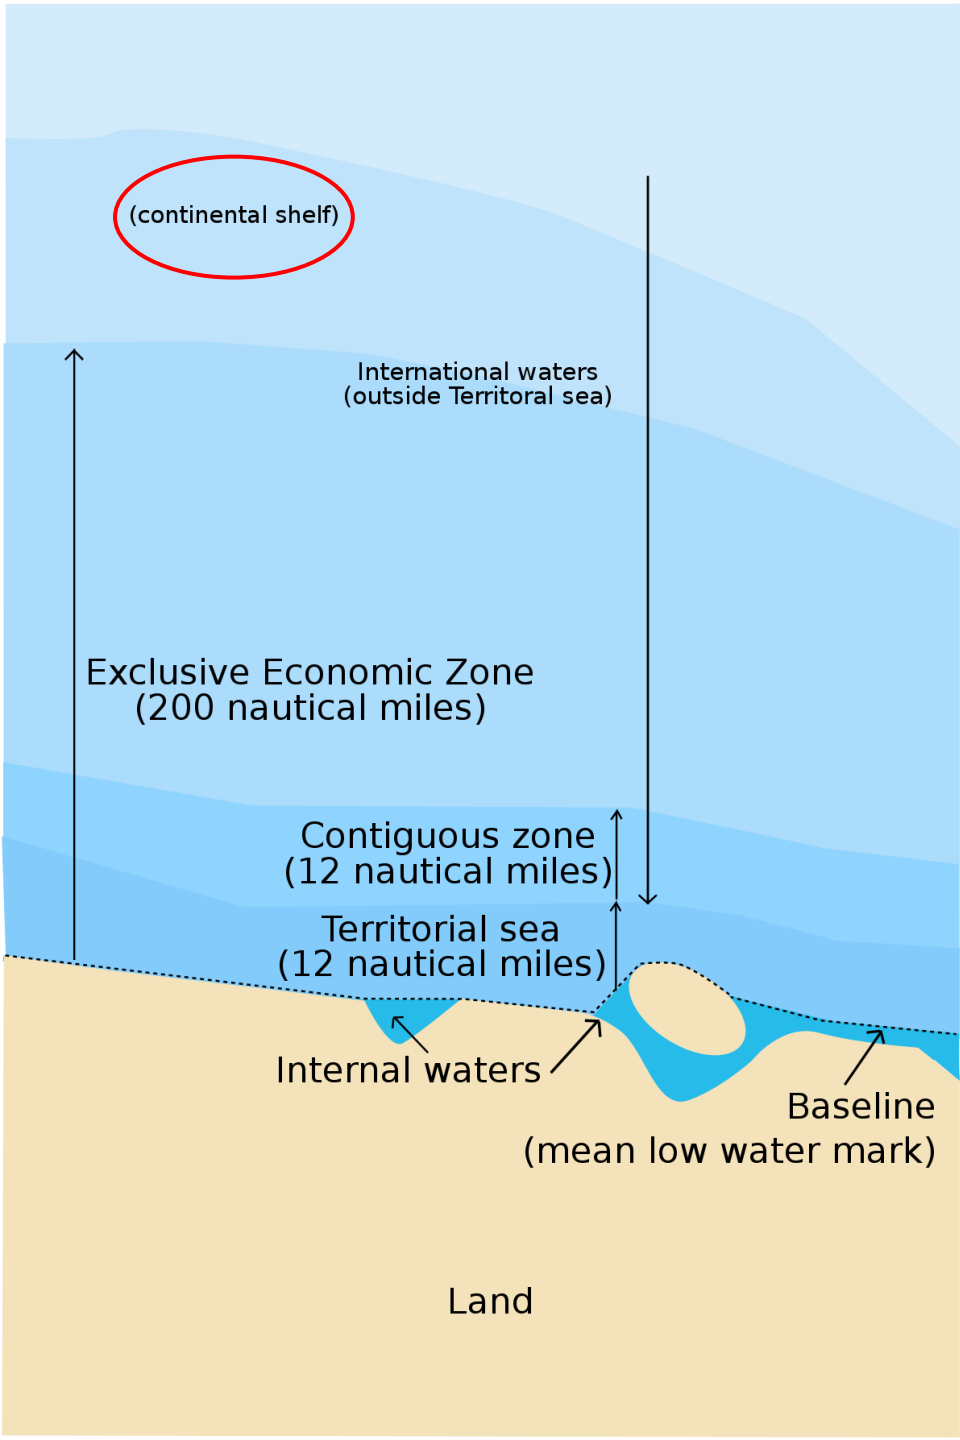 (continental shelf)
International waters
(outside Territoral sea)
Exclusive Economic Zone
(200 nautical miles)
Contiguous zone
(12 nautical miles)
Territorial sea
(12 nautical miles)
Internal waters
Baseline
(mean low water mark)
Land